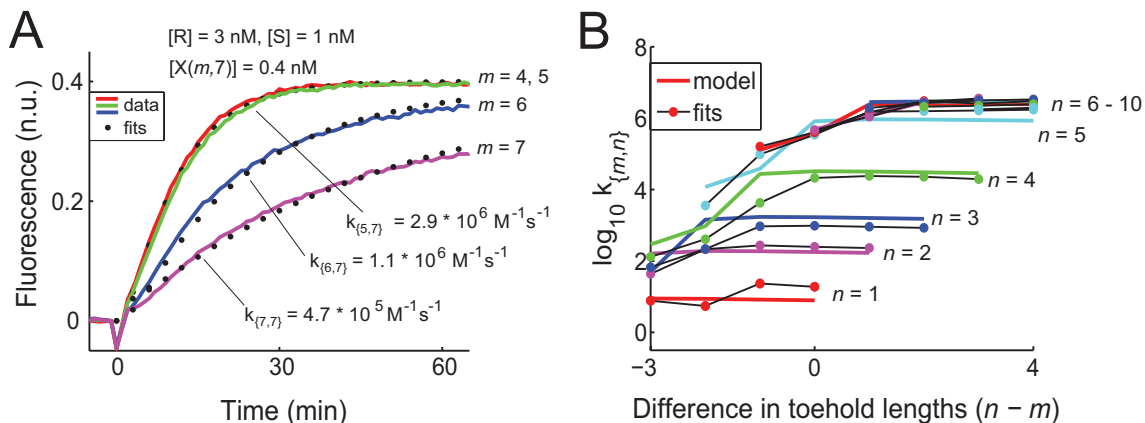 A
[R] = 3 nM, [S] = 1 nM
[X(m,7)] = 0.4 nM
data
fits
m = 4, 5
m = 6
m = 7
k{5,7} = 2.9 * 10^6 M^-1 s^-1
k{6,7} = 1.1 * 10^6 M^-1 s^-1
k{7,7} = 4.7 * 10^5 M^-1 s^-1
Fluorescence (n.u.)
0.4
0.2
0
0
30
60
Time (min)
B
model
fits
n = 6 - 10
n = 5
n = 4
n = 3
n = 2
n = 1
log10 k{m,n}
8
6
4
2
0
−3
0
4
Difference in toehold lengths (n − m)